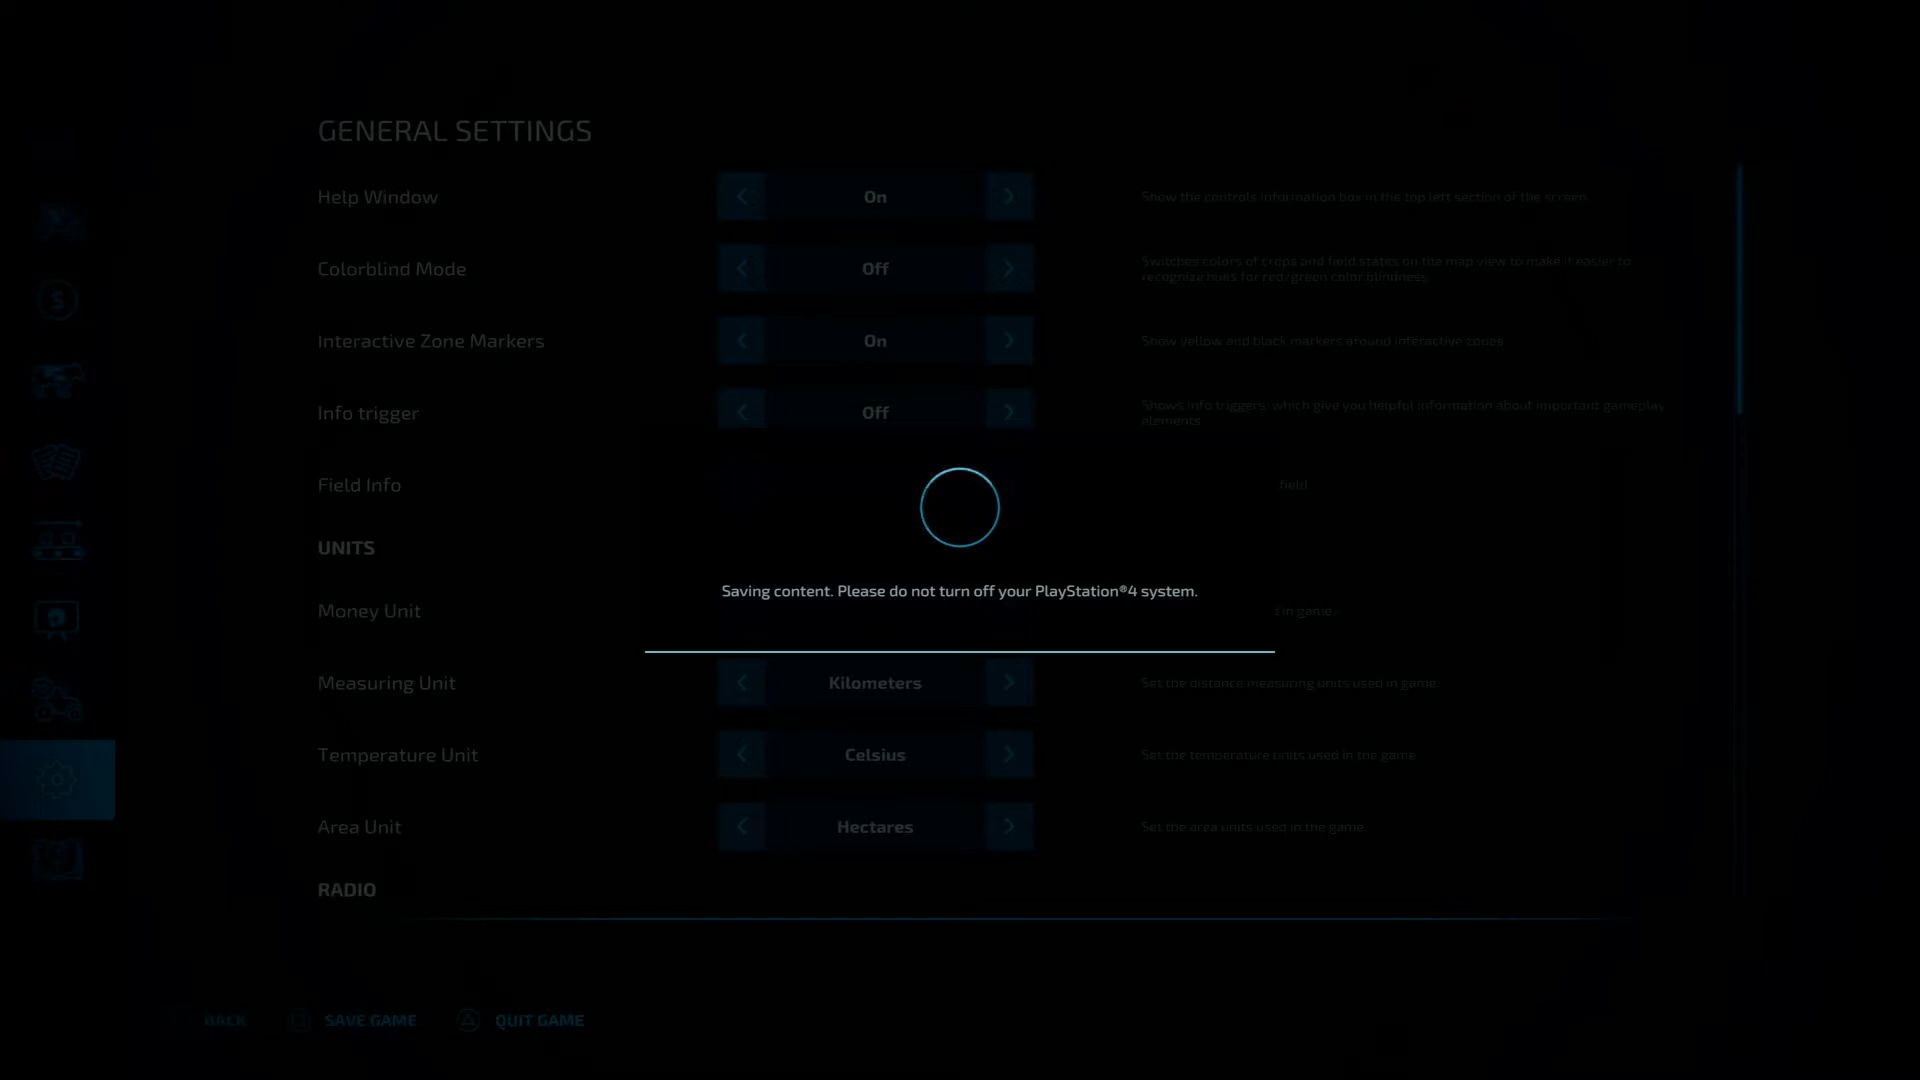 GENERAL SETTINGS
Help Window
On
Show the controls information box in the top left section of the screen.
Colorblind Mode
Off
Switches colors of crops and field states on the map view to make it easier to
recognize hues for red/green color blindness.
Interactive Zone Markers
On
Show yellow and black markers around interactive zones
Info trigger
Off
Shows info triggers, which give you helpful information about important gameplay
elements
Field Info
field
Saving content. Please do not turn off your PlayStation®4 system.
UNITS
Money Unit
in game.
Measuring Unit
Kilometers
Set the distance measuring units used in game.
Temperature Unit
Celsius
Set the temperature units used in the game
Area Unit
Hectares
Set the area units used in the game.
RADIO
BACK
SAVE GAME
QUIT GAME